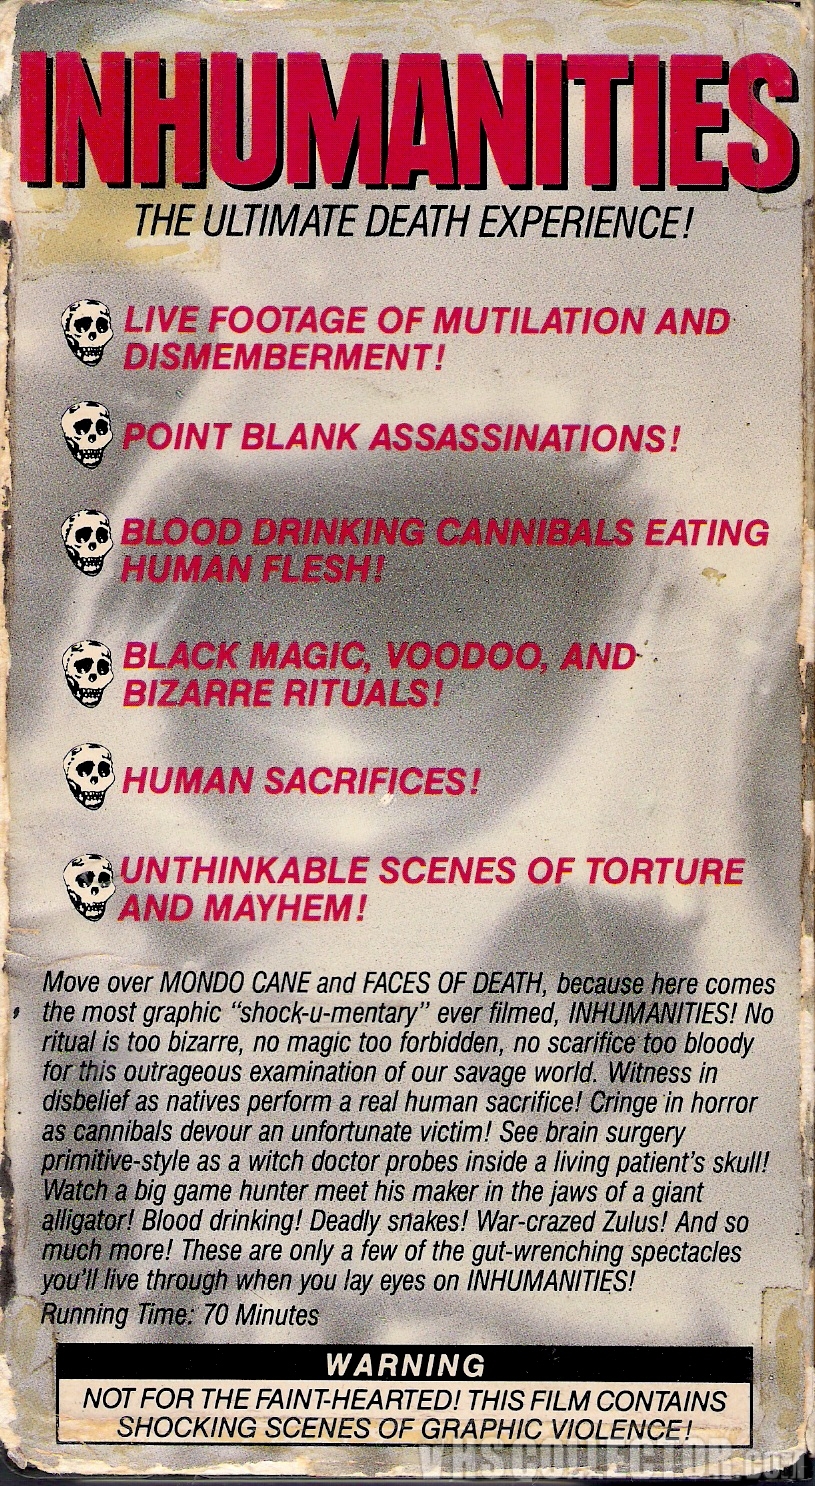 INHUMANITIES
THE ULTIMATE DEATH EXPERIENCE!
LIVE FOOTAGE OF MUTILATION AND
DISMEMBERMENT!
POINT BLANK ASSASSINATIONS!
BLOOD DRINKING CANNIBALS EATING
HUMAN FLESH!
BLACK MAGIC, VOODOO, AND
BIZARRE RITUALS!
HUMAN SACRIFICES!
UNTHINKABLE SCENES OF TORTURE
AND MAYHEM!
Move over MONDO CANE and FACES OF DEATH, because here comes
the most graphic "shock-u-mentary" ever filmed, INHUMANITIES! No
ritual is too bizarre, no magic too forbidden, no scarifice too bloody
for this outrageous examination of our savage world. Witness in
disbelief as natives perform a real human sacrifice! Cringe in horror
as cannibals devour an unfortunate victim! See brain surgery
primitive-style as a witch doctor probes inside a living patient's skull!
Watch a big game hunter meet his maker in the jaws of a giant
alligator! Blood drinking! Deadly snakes! War-crazed Zulus! And so
much more! These are only a few of the gut-wrenching spectacles
you'll live through when you lay eyes on INHUMANITIES!
Running Time: 70 Minutes
WARNING
NOT FOR THE FAINT-HEARTED! THIS FILM CONTAINS
SHOCKING SCENES OF GRAPHIC VIOLENCE!
VHSCOLLECTOR.com